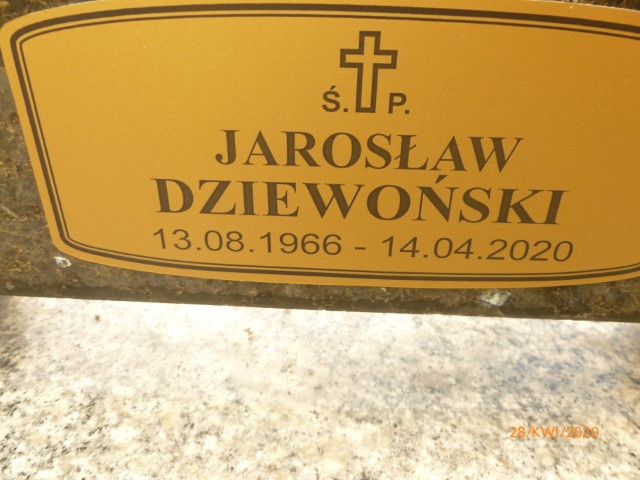 Ś. P.
JAROSŁAW
DZIEWOŃSKI
13.08.1966 - 14.04.2020
28/KWI/2020